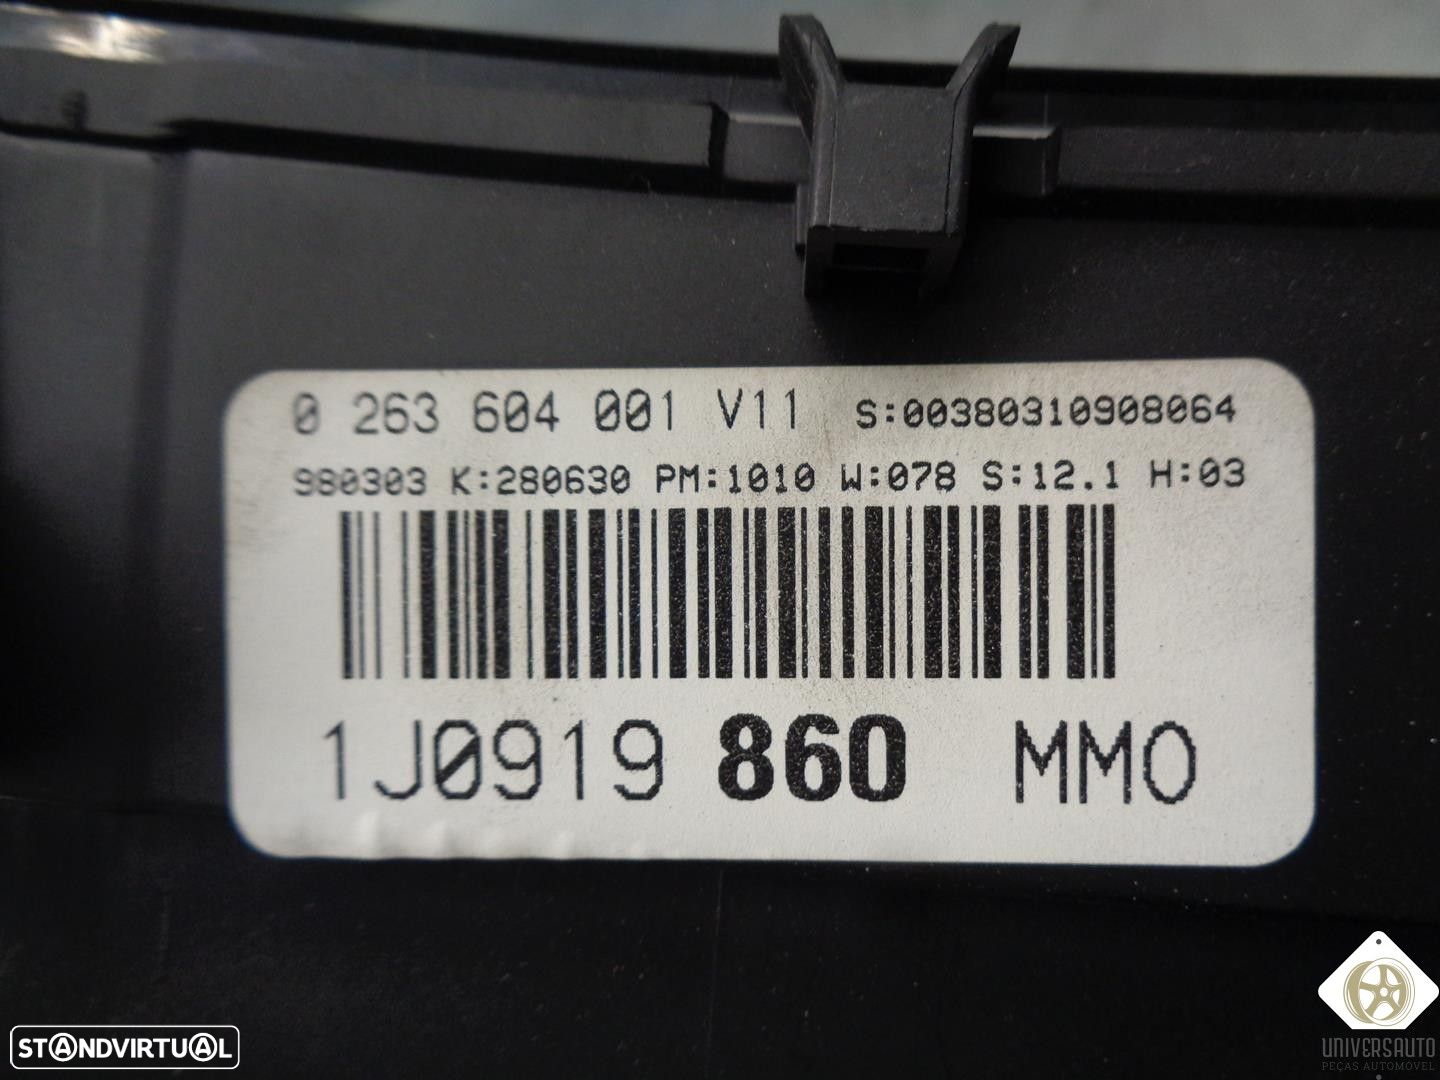 0 263 604 001 V11 S:00380310908064
980303 K:280630 PM:1010 W:078 S:12.1 H:03
1J0919 860 MMO
STANDVIRTUAL
UNIVERSAUTO
PEÇAS AUTOMÓVEL